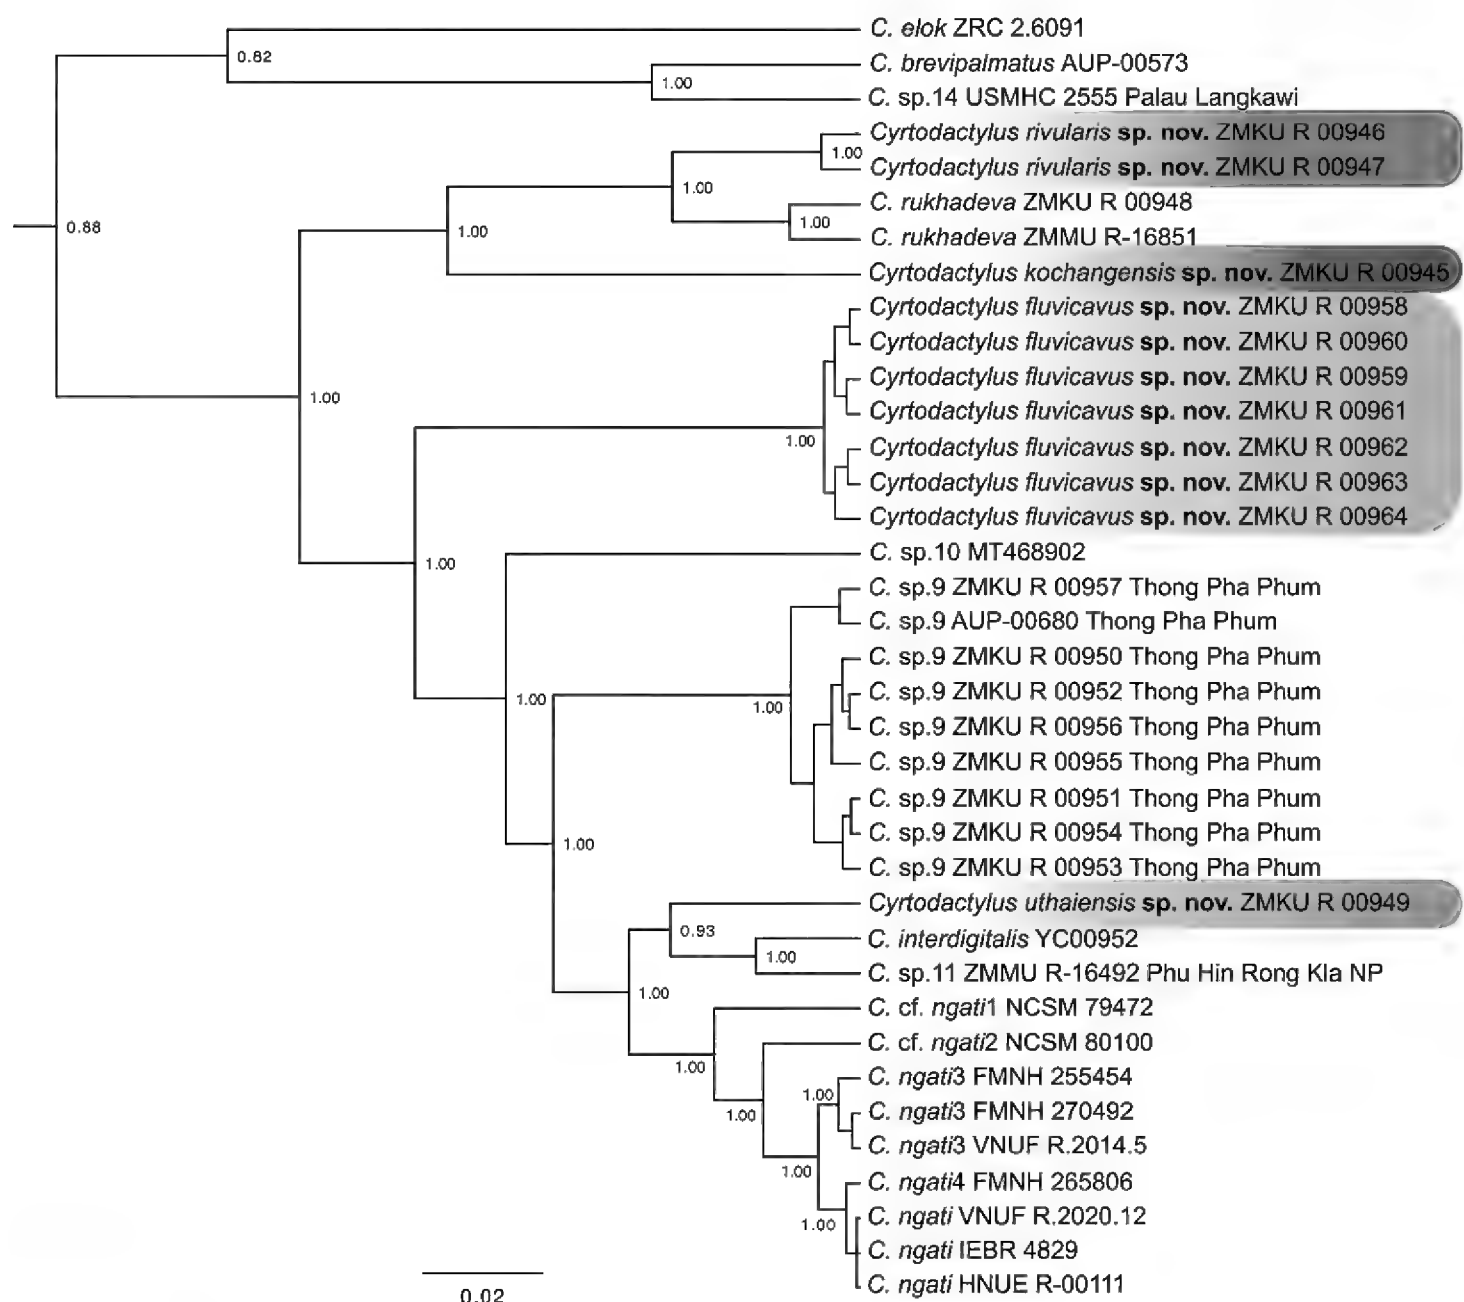 C. elok ZRC 2.6091
0.82
C. brevipalmatus AUP-00573
1.00
C. sp.14 USMHC 2555 Palau Langkawi
Cyrtodactylus rivularis sp. nov. ZMKU R 00946
1.00
Cyrtodactylus rivularis sp. nov. ZMKU R 00947
1.00
C. rukhadeva ZMKU R 00948
1.00
0.88
1.00
C. rukhadeva ZMMU R-16851
Cyrtodactylus kochangensis sp. nov. ZMKU R 00945
Cyrtodactylus fluvicavus sp. nov. ZMKU R 00958
Cyrtodactylus fluvicavus sp. nov. ZMKU R 00960
Cyrtodactylus fluvicavus sp. nov. ZMKU R 00959
1.00
Cyrtodactylus fluvicavus sp. nov. ZMKU R 00961
1.00
Cyrtodactylus fluvicavus sp. nov. ZMKU R 00962
Cyrtodactylus fluvicavus sp. nov. ZMKU R 00963
Cyrtodactylus fluvicavus sp. nov. ZMKU R 00964
C. sp.10 MT468902
1.00
C. sp.9 ZMKU R 00957 Thong Pha Phum
C. sp.9 AUP-00680 Thong Pha Phum
C. sp.9 ZMKU R 00950 Thong Pha Phum
C. sp.9 ZMKU R 00952 Thong Pha Phum
1.00
1.00
C. sp.9 ZMKU R 00956 Thong Pha Phum
C. sp.9 ZMKU R 00955 Thong Pha Phum
C. sp.9 ZMKU R 00951 Thong Pha Phum
C. sp.9 ZMKU R 00954 Thong Pha Phum
1.00
C. sp.9 ZMKU R 00953 Thong Pha Phum
Cyrtodactylus uthaiensis sp. nov. ZMKU R 00949
0.93
C. interdigitalis YC00952
1.00
C. sp.11 ZMMU R-16492 Phu Hin Rong Kla NP
1.00
C. cf. ngati1 NCSM 79472
C. cf. ngati2 NCSM 80100
1.00
C. ngati3 FMNH 255454
1.00
C. ngati3 FMNH 270492
1.00
C. ngati3 VNUF R.2014.5
1.00
C. ngati4 FMNH 265806
C. ngati VNUF R.2020.12
1.00
C. ngati IEBR 4829
C. ngati HNUE R-00111
0.02